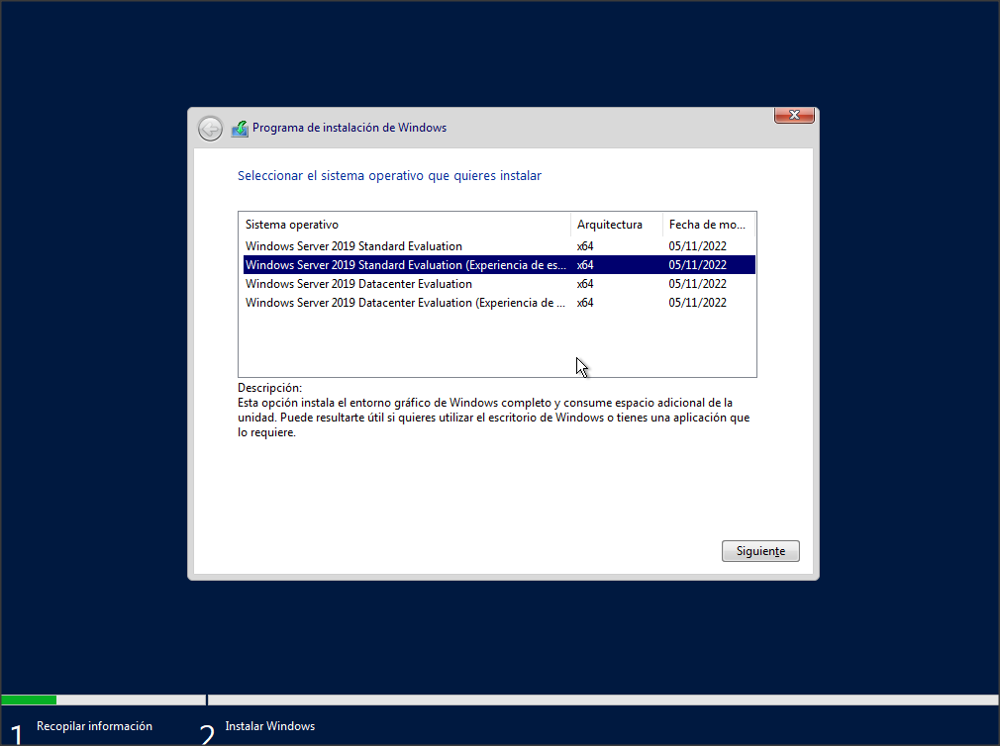 Programa de instalación de Windows
Seleccionar el sistema operativo que quieres instalar
Sistema operativo Arquitectura Fecha de mo...
Windows Server 2019 Standard Evaluation x64 05/11/2022
Windows Server 2019 Standard Evaluation (Experiencia de es... x64 05/11/2022
Windows Server 2019 Datacenter Evaluation x64 05/11/2022
Windows Server 2019 Datacenter Evaluation (Experiencia de ... x64 05/11/2022
Descripción:
Esta opción instala el entorno gráfico de Windows completo y consume espacio adicional de la
unidad. Puede resultarte útil si quieres utilizar el escritorio de Windows o tienes una aplicación que
lo requiere.
Siguiente
1 Recopilar información 2 Instalar Windows